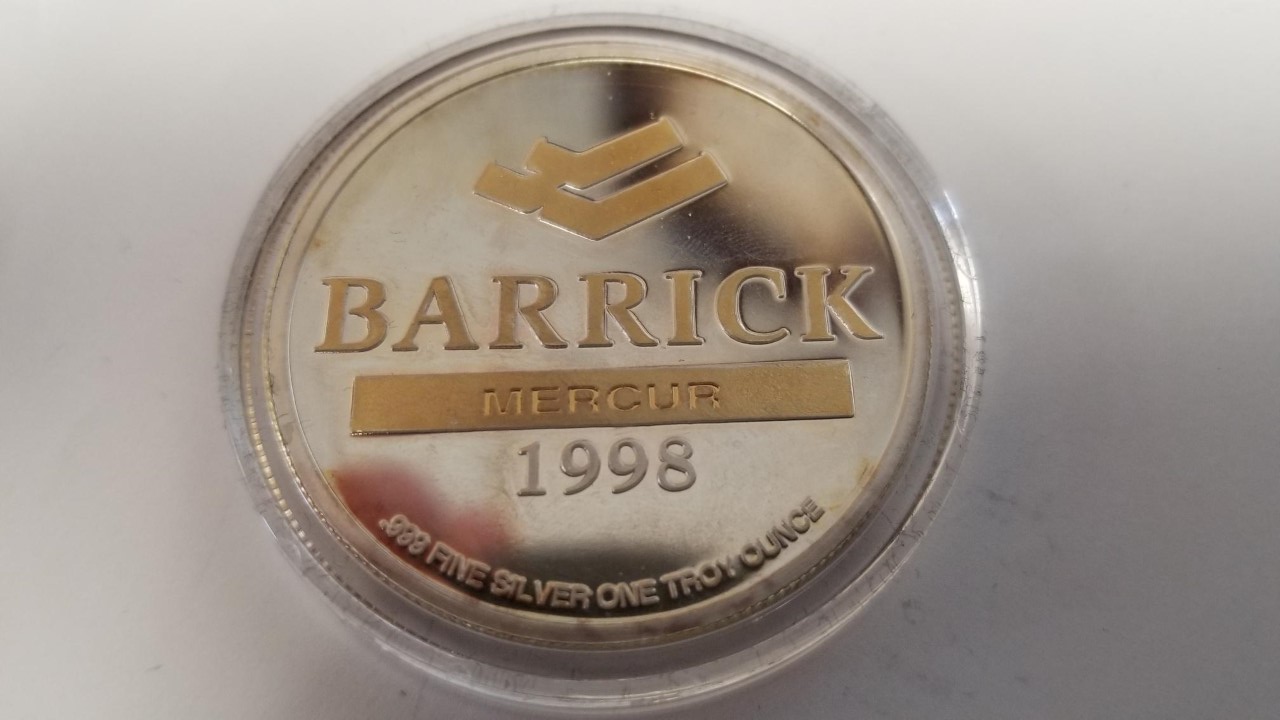 BARRICK
MERCUR
1998
.999 FINE SILVER ONE TROY OUNCE